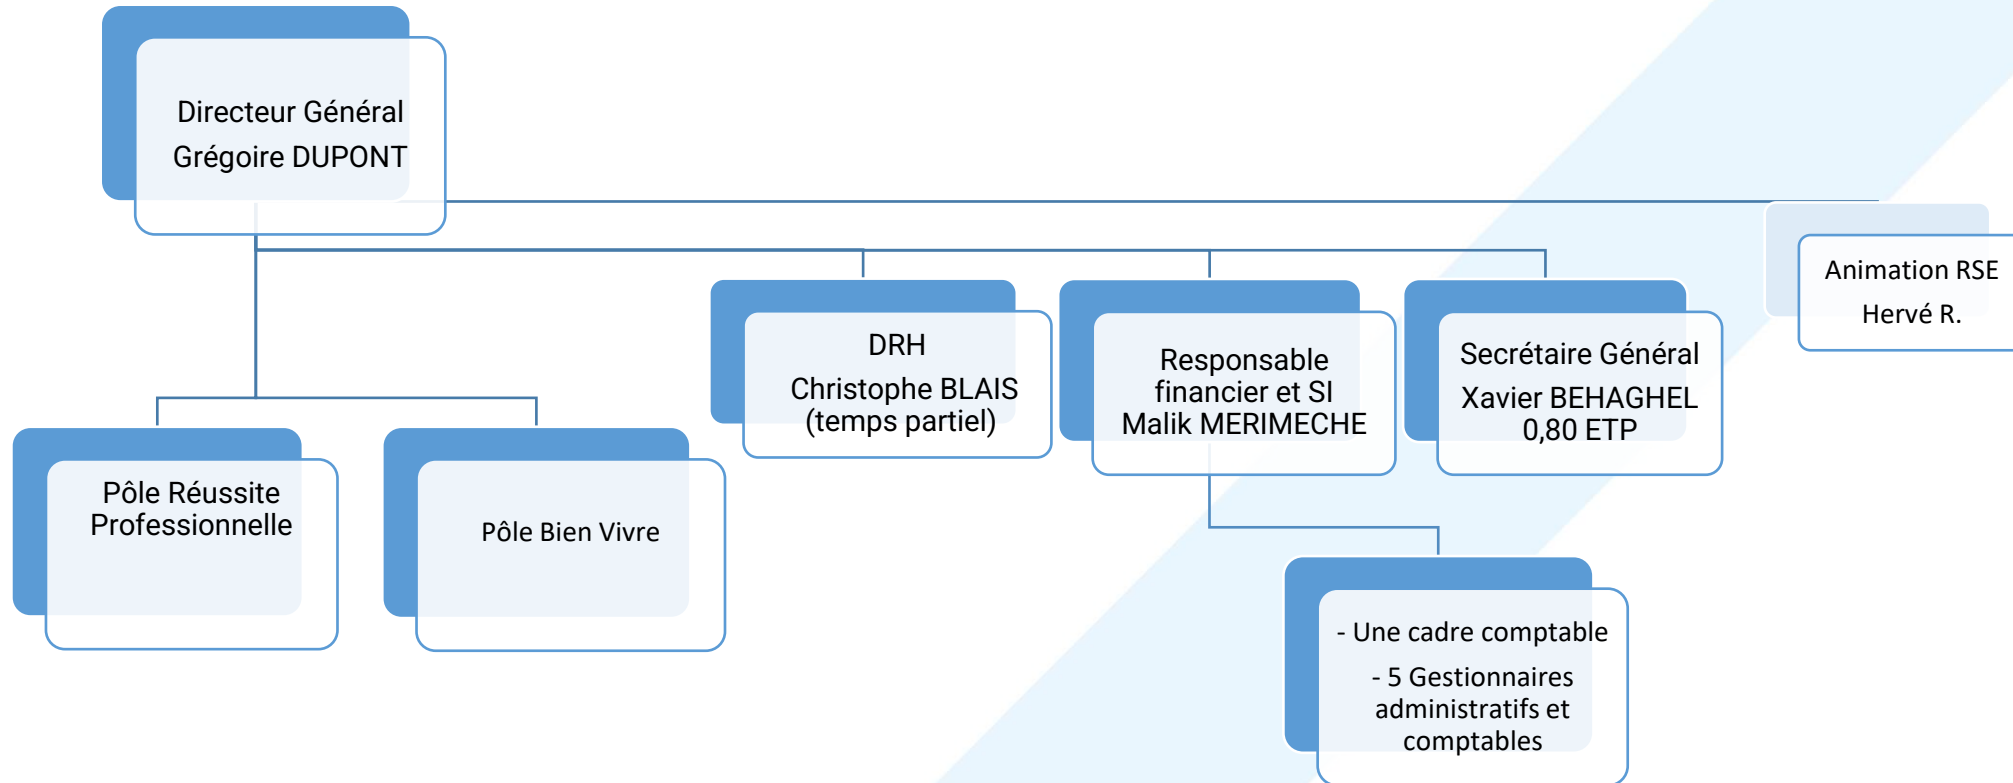 Directeur Général
Grégoire DUPONT
Animation RSE
Hervé R.
DRH
Christophe BLAIS
(temps partiel)
Responsable
financier et SI
Malik MERIMECHE
Secrétaire Général
Xavier BEHAGHEL
0,80 ETP
Pôle Réussite
Professionnelle
Pôle Bien Vivre
- Une cadre comptable
- 5 Gestionnaires
administratifs et
comptables